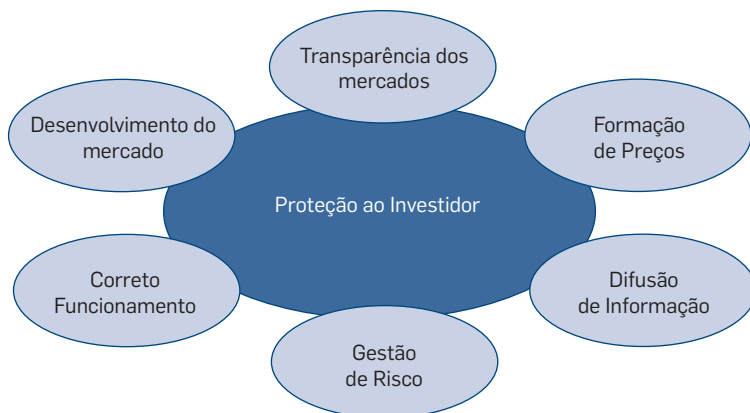 Transparência dos
mercados
Desenvolvimento do
mercado
Formação
de Preços
Proteção ao Investidor
Correto
Funcionamento
Difusão
de Informação
Gestão
de Risco